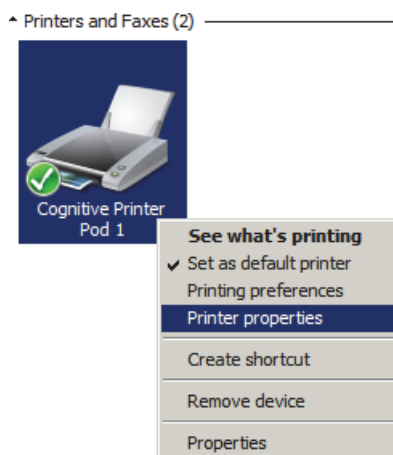 Printers and Faxes (2)
Cognitive Printer
Pod 1
See what's printing
Set as default printer
Printing preferences
Printer properties
Create shortcut
Remove device
Properties